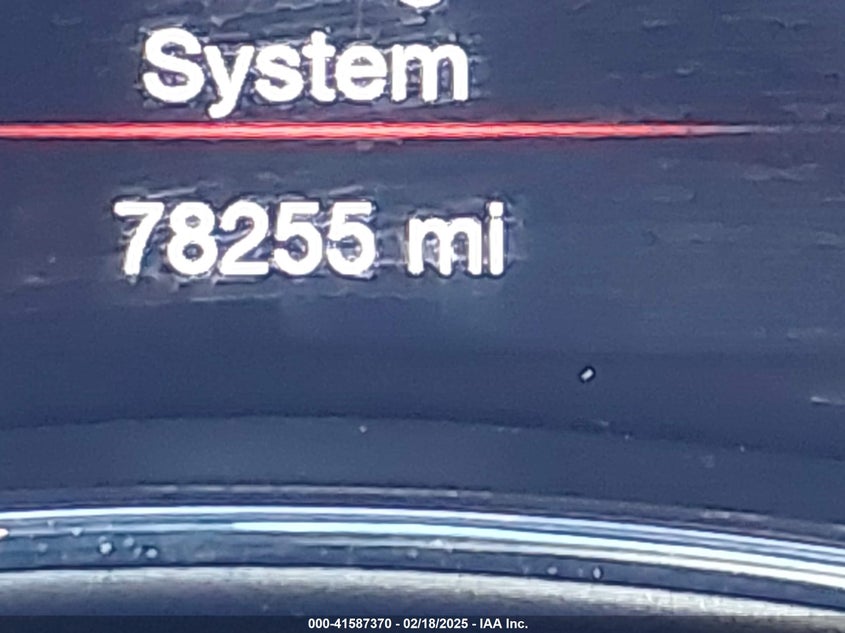 System
78255 mi
000-41587370 - 02/18/2025 - IAA Inc.